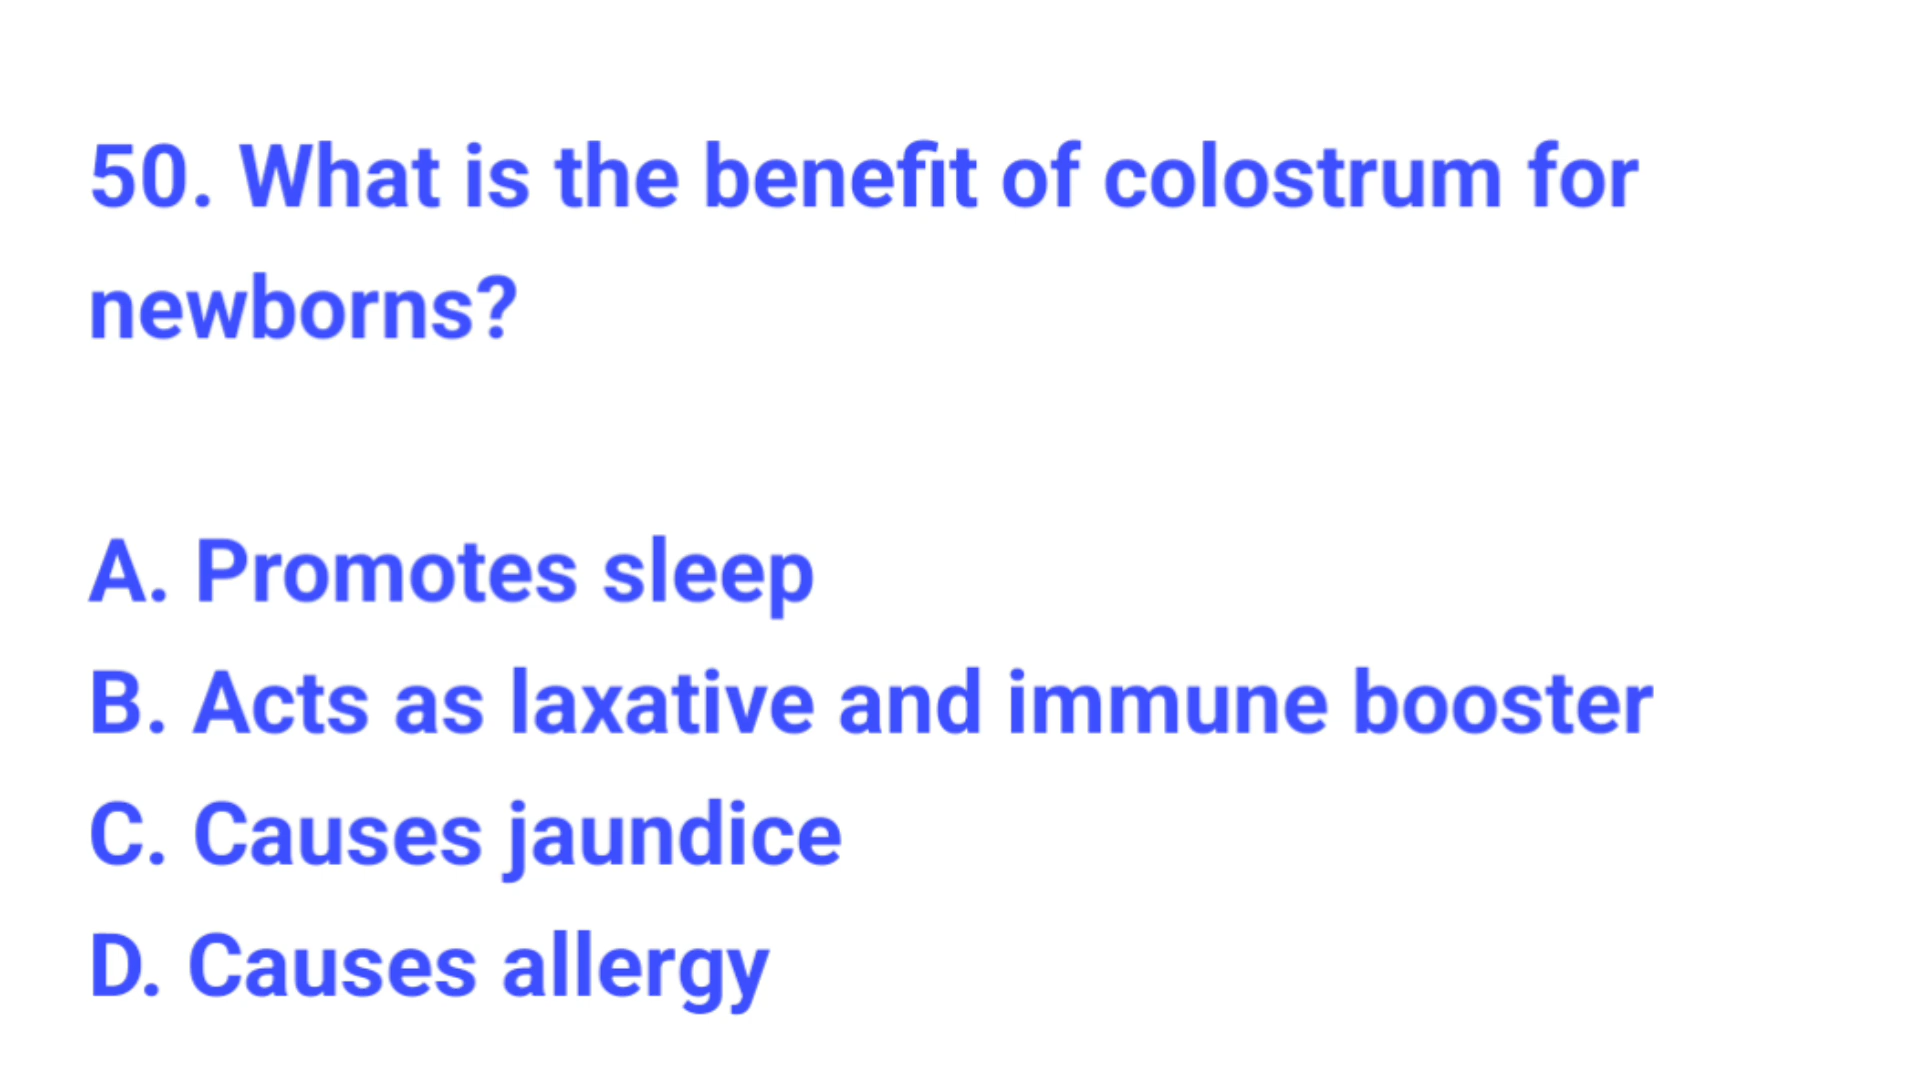 50. What is the benefit of colostrum for
newborns?
A. Promotes sleep
B. Acts as laxative and immune booster
C. Causes jaundice
D. Causes allergy